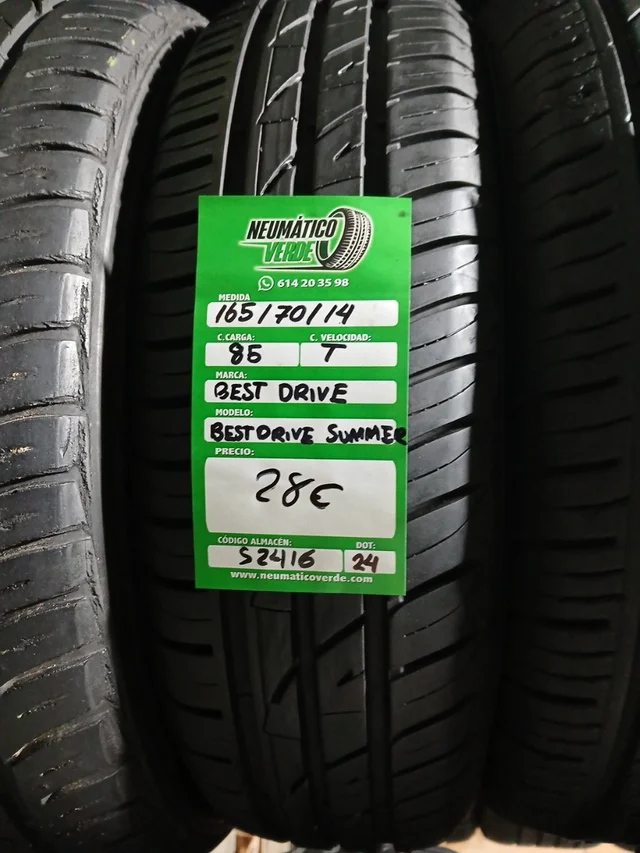 NEUMÁTICO
VERDE
614 20 35 98
MEDIDA
165/70/14
C.CARGA: C. VELOCIDAD:
85 T
MARCA:
BEST DRIVE
MODELO:
BESTDRIVE SUMMER
PRECIO:
28€
CÓDIGO ALMACÉN: DOT:
S2416 24
www.neumaticoverde.com